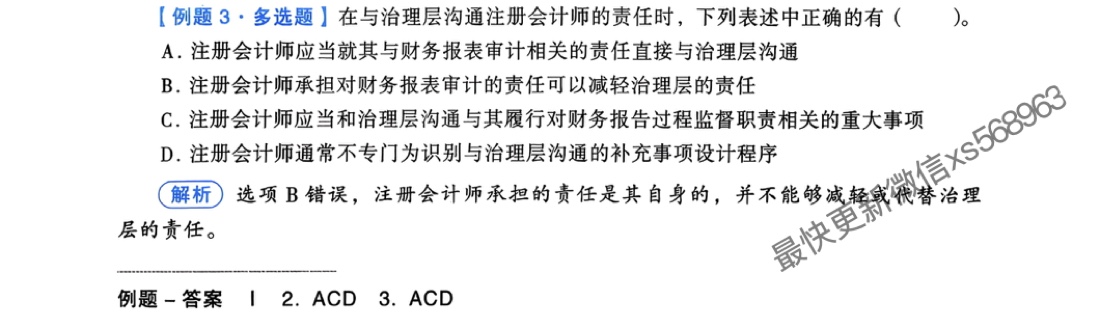 【例题 3·多选题】在与治理层沟通注册会计师的责任时，下列表述中正确的有（　　）。
A. 注册会计师应当就其与财务报表审计相关的责任直接与治理层沟通
B. 注册会计师承担对财务报表审计的责任可以减轻治理层的责任
C. 注册会计师应当和治理层沟通与其履行对财务报告过程监督职责相关的重大事项
D. 注册会计师通常不专门为识别与治理层沟通的补充事项设计程序
解析 选项 B 错误，注册会计师承担的责任是其自身的，并不能够减轻或代替治理
层的责任。
最快更新微信xs568963
例题－答案 | 2. ACD 3. ACD